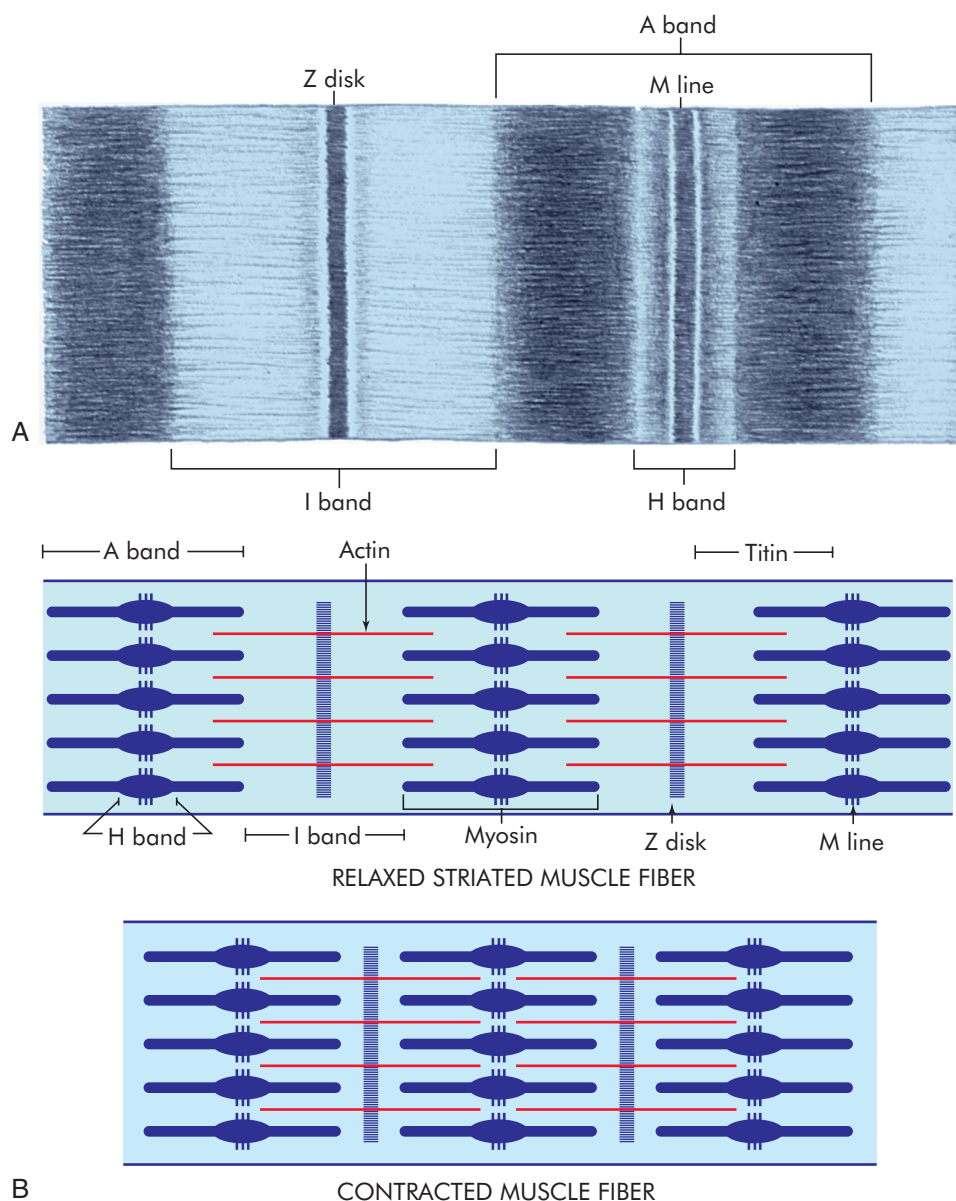 A band
Z disk
M line
A
I band
H band
A band
Actin
Titin
H band
I band
Myosin
Z disk
M line
RELAXED STRIATED MUSCLE FIBER
B
CONTRACTED MUSCLE FIBER